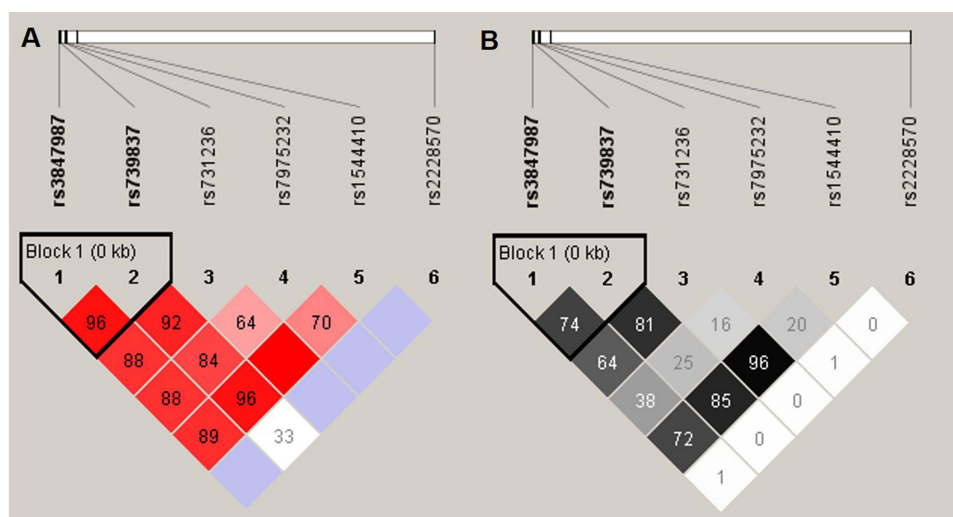 A
B
rs3847987
rs739837
rs731236
rs7975232
rs1544410
rs2228570
rs3847987
rs739837
rs731236
rs7975232
rs1544410
rs2228570
Block 1 (0 kb)
1 2 3 4 5 6
96 92 64 70
88 84
88 96
89 33
Block 1 (0 kb)
1 2 3 4 5 6
74 81 16 20 0
64 25 96 1
38 85 0
72 0
1